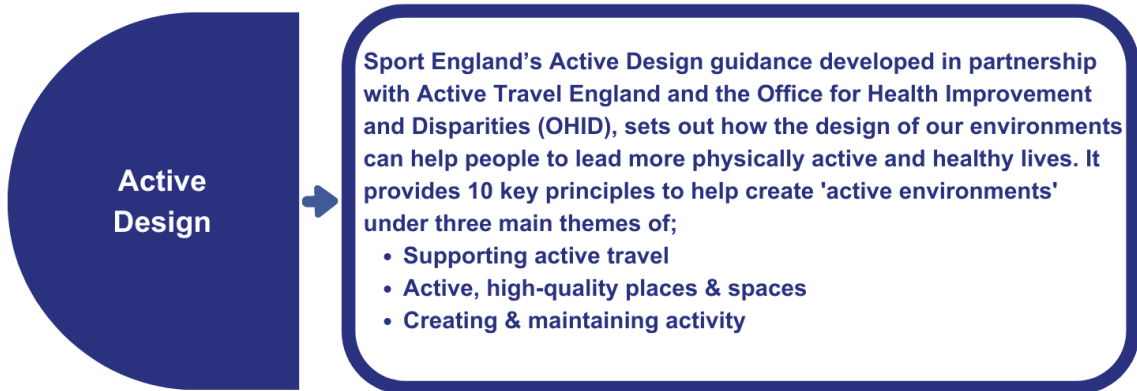 Active
Design
Sport England’s Active Design guidance developed in partnership
with Active Travel England and the Office for Health Improvement
and Disparities (OHID), sets out how the design of our environments
can help people to lead more physically active and healthy lives. It
provides 10 key principles to help create 'active environments'
under three main themes of;
• Supporting active travel
• Active, high-quality places & spaces
• Creating & maintaining activity